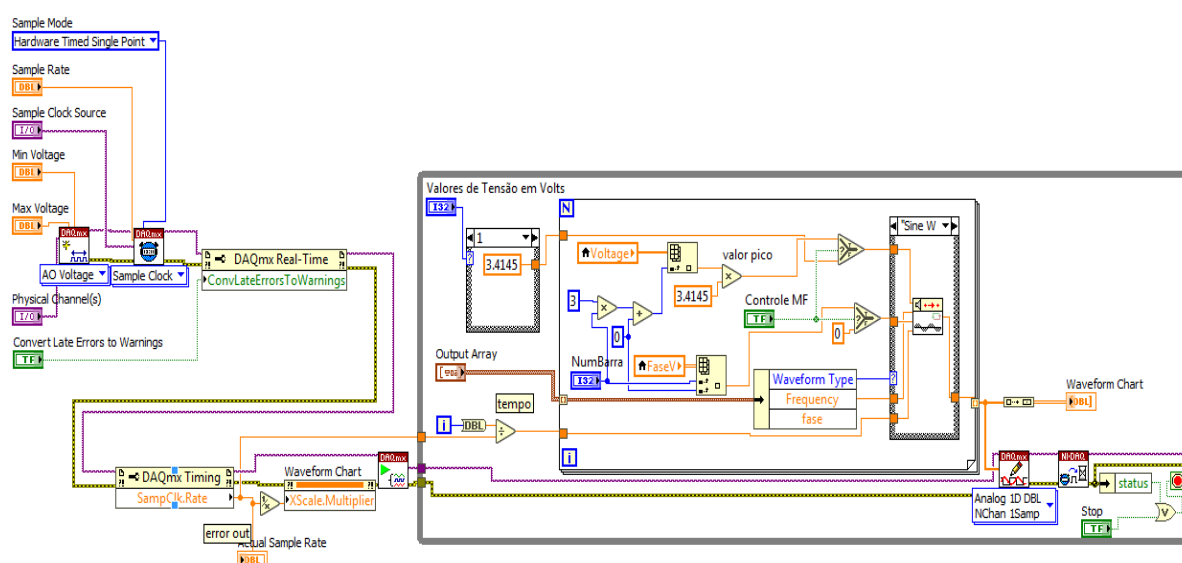 Sample Mode
Hardware Timed Single Point
Sample Rate
DBL
Sample Clock Source
I/O
Min Voltage
DBL
Max Voltage
DBL
DAQmx
DAQmx
AO Voltage
Sample Clock
Physical Channel(s)
I/O
Convert Late Errors to Warnings
TF
DAQmx Real-Time
ConvLateErrorsToWarnings
DAQmx Timing
SampClk.Rate
Waveform Chart
XScale.Multiplier
DAQmx
1/x
error out
Actual Sample Rate
DBL
Valores de Tensão em Volts
I32
1
3.4145
Output Array
tempo
i
DBL
N
Voltage
valor pico
3
3.4145
Controle MF
TF
0
0
NumBarra
I32
FaseV
Waveform Type
Frequency
fase
i
"Sine W
Waveform Chart
DBL
DAQmx
NI-DAQ
Analog 1D DBL
NChan 1Samp
status
Stop
TF